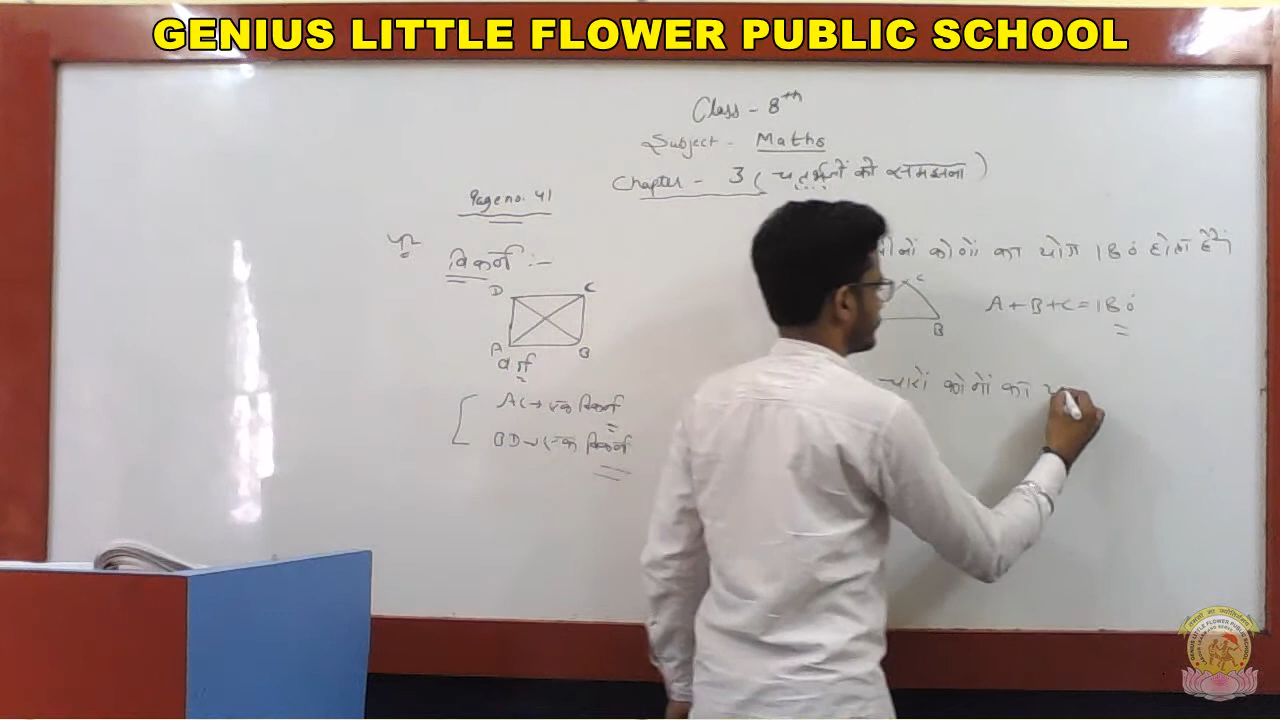 GENIUS LITTLE FLOWER PUBLIC SCHOOL
Class - 8th
Subject - Maths
Chapter - 3 ( चतुर्भुजों को समझना )
Page no. 41
विकर्ण :-
D C
A B
वर्ग
AC → एक विकर्ण
BD → एक विकर्ण
तीनों कोणों का योग 180° होता है।
C
B
A + B + C = 180°
चारों कोणों का